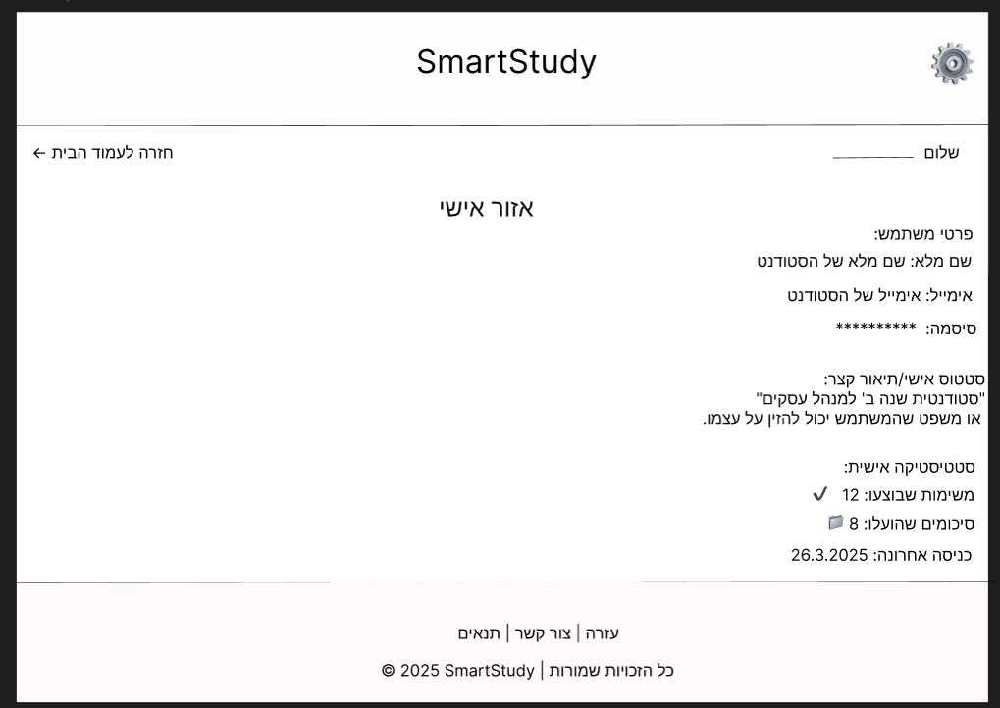 SmartStudy
שלום ________
חזרה לעמוד הבית ←
אזור אישי
פרטי משתמש:
שם מלא: שם מלא של הסטודנט
אימייל: אימייל של הסטודנט
סיסמה: **********
סטטוס אישי/תיאור קצר:
"סטודנטית שנה ב' למנהל עסקים"
או משפט שהמשתמש יכול להזין על עצמו.
סטטיסטיקה אישית:
משימות שבוצעו: 12 ✔
סיכומים שהועלו: 8 📁
כניסה אחרונה: 26.3.2025
עזרה | צור קשר | תנאים
כל הזכויות שמורות | SmartStudy 2025 ©